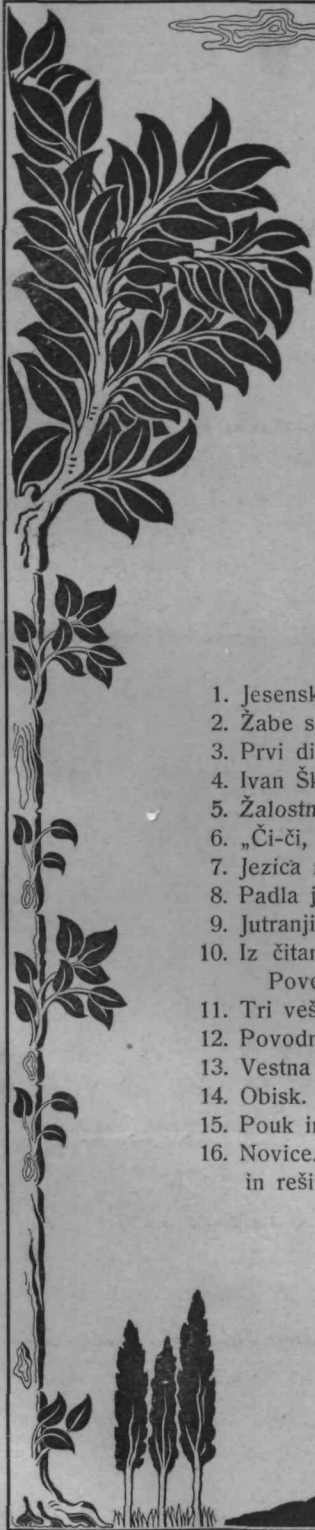 1. Jesensk
2. Žabe s
3. Prvi di
4. Ivan Šk
5. Žalostn
6. „Či-či,
7. Jezica
8. Padla j
9. Jutranji
10. Iz čitan
Pove
11. Tri veš
12. Povodn
13. Vestna
14. Obisk.
15. Pouk in
16. Novice.
in reši